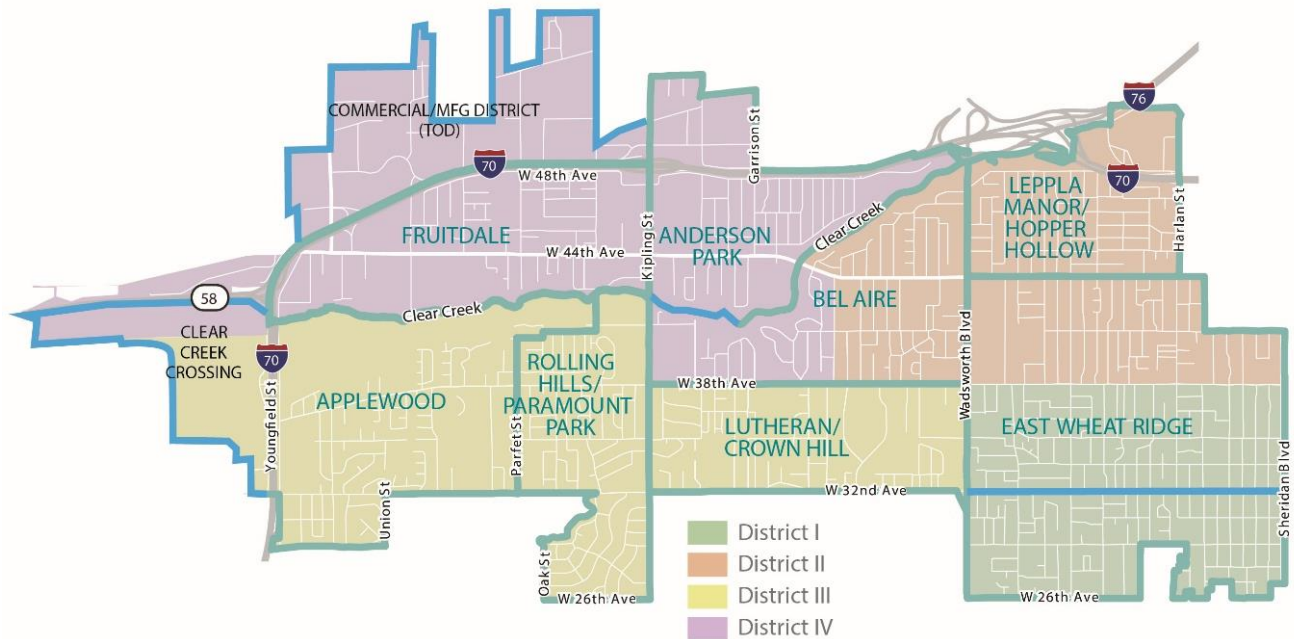 76
COMMERCIAL/MFG DISTRICT
(TOD)
Garrison St
70
W 48th Ave
70
LEPPLA
MANOR/
HOPPER
HOLLOW
Harlan St
Kipling St
Clear Creek
FRUITDALE
ANDERSON
PARK
W 44th Ave
58
BEL AIRE
Clear Creek
CLEAR
CREEK
CROSSING
70
Wadsworth Blvd
ROLLING
HILLS/
PARAMOUNT
PARK
W 38th Ave
APPLEWOOD
Youngfield St
Parfet St
LUTHERAN/
CROWN HILL
EAST WHEAT RIDGE
W 32nd Ave
Sheridan Blvd
Union St
Oak St
W 26th Ave
W 26th Ave
District I
District II
District III
District IV